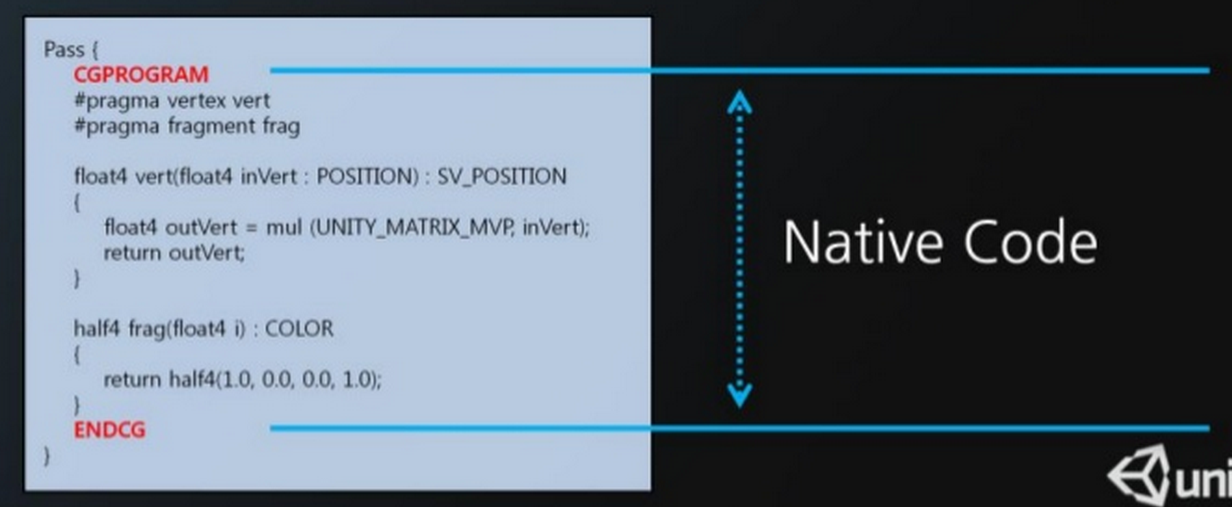 Pass {
CGPROGRAM
#pragma vertex vert
#pragma fragment frag
float4 vert(float4 inVert : POSITION) : SV_POSITION
{
float4 outVert = mul (UNITY_MATRIX_MVP, inVert);
return outVert;
}
half4 frag(float4 i) : COLOR
{
return half4(1.0, 0.0, 0.0, 1.0);
}
ENDCG
}
Native Code
uni